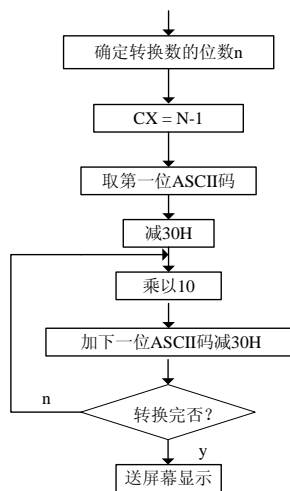 确定转换数的位数n
CX = N-1
取第一位ASCII码
减30H
乘以10
加下一位ASCII码减30H
n
转换完否？
y
送屏幕显示